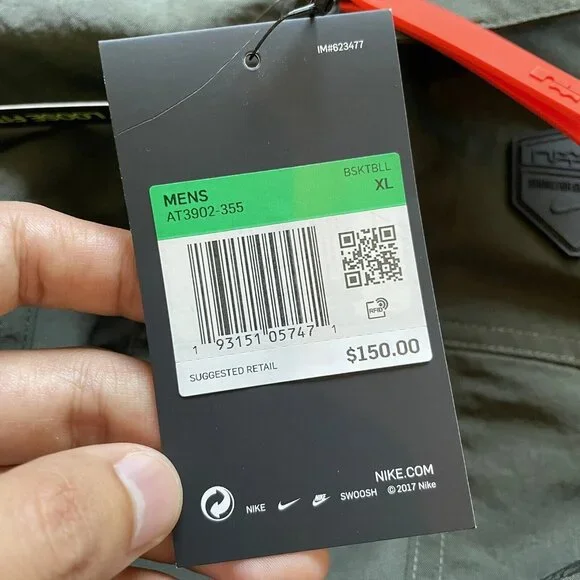 IM#623477
MENS BSKTBLL
AT3902-355 XL
1 93151 05747 1
RFID
SUGGESTED RETAIL $150.00
NIKE.COM
NIKE SWOOSH © 2017 Nike